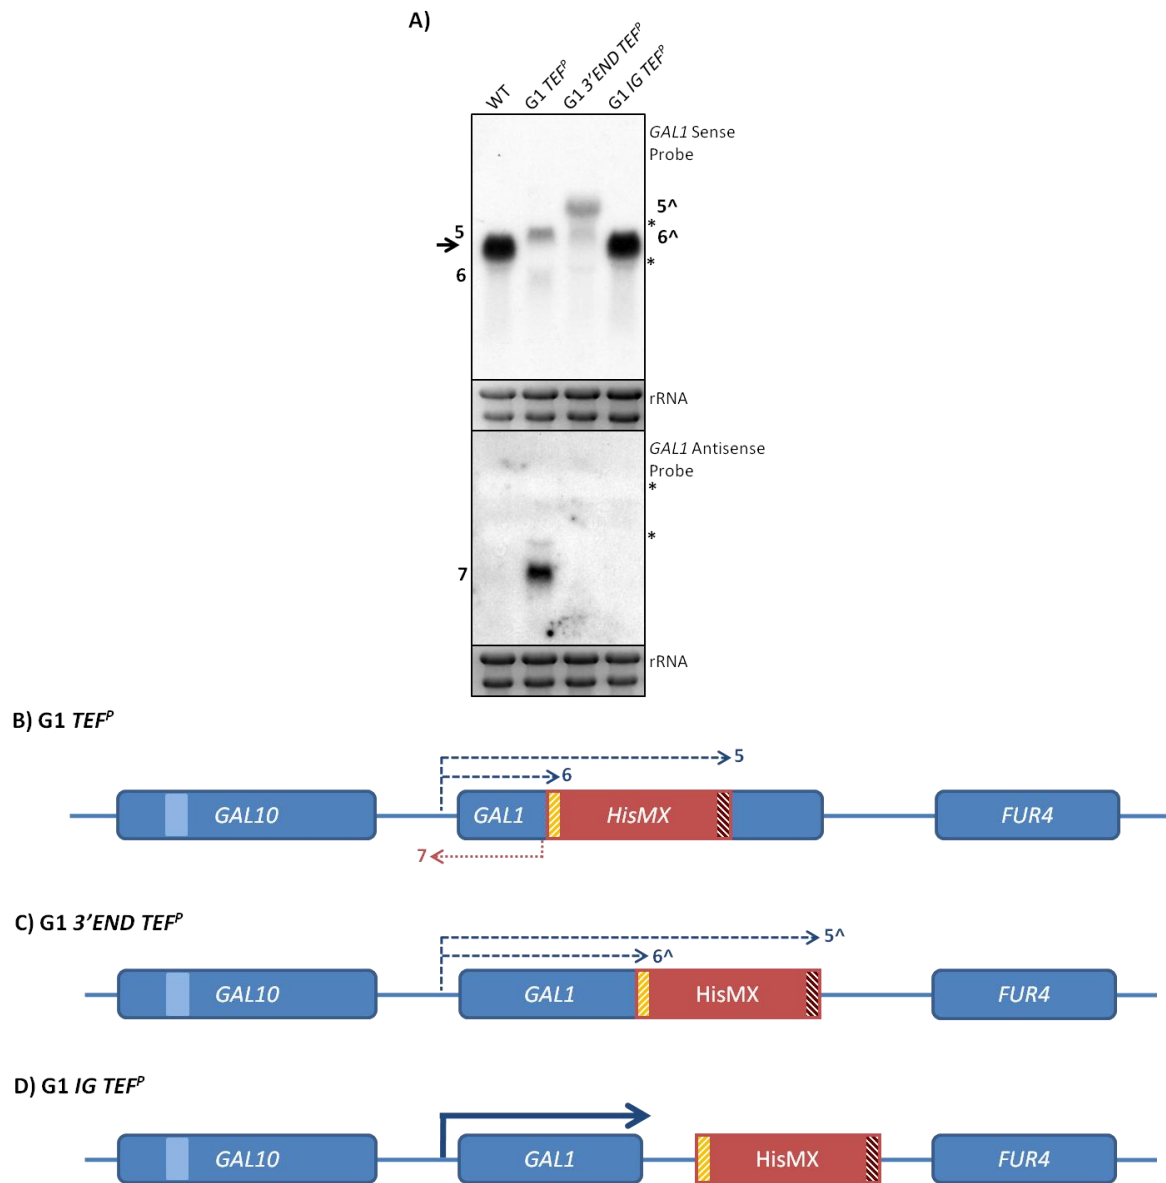 A)
WT
G1 TEFᴾ
G1 3'END TEFᴾ
G1 IG TEFᴾ
GAL1 Sense
Probe
5^
*
5
6^
*
6
rRNA
GAL1 Antisense
Probe
*
*
7
rRNA
B) G1 TEFᴾ
5
6
GAL10
GAL1
HisMX
FUR4
7
C) G1 3'END TEFᴾ
5^
6^
GAL10
GAL1
HisMX
FUR4
D) G1 IG TEFᴾ
GAL10
GAL1
HisMX
FUR4